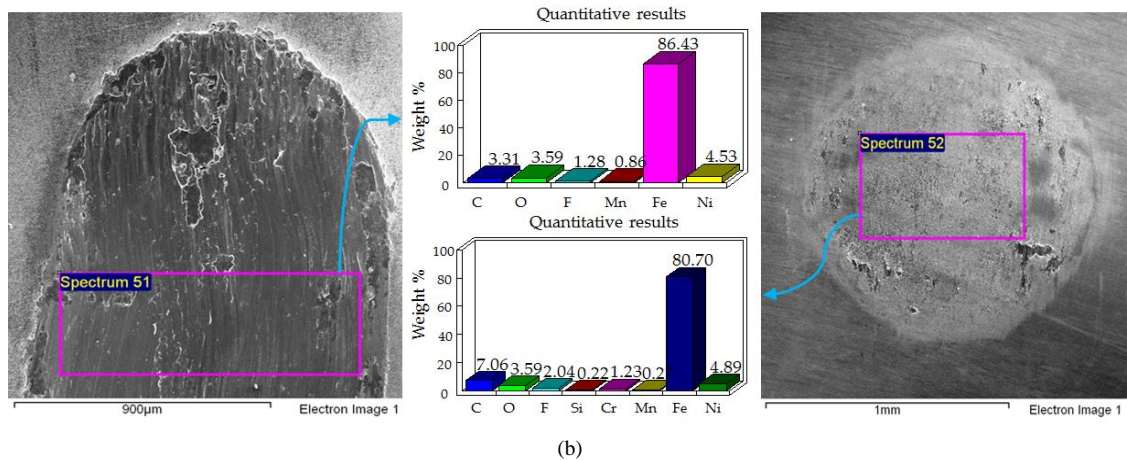 Spectrum 51
900µm
Electron Image 1
Quantitative results
Weight %
100
80
60
40
20
0
3.31
3.59
1.28
0.86
86.43
4.53
C O F Mn Fe Ni
Quantitative results
Weight %
100
80
60
40
20
0
7.06
3.59
2.04
0.22
1.23
0.2
80.70
4.89
C O F Si Cr Mn Fe Ni
Spectrum 52
1mm
Electron Image 1
(b)